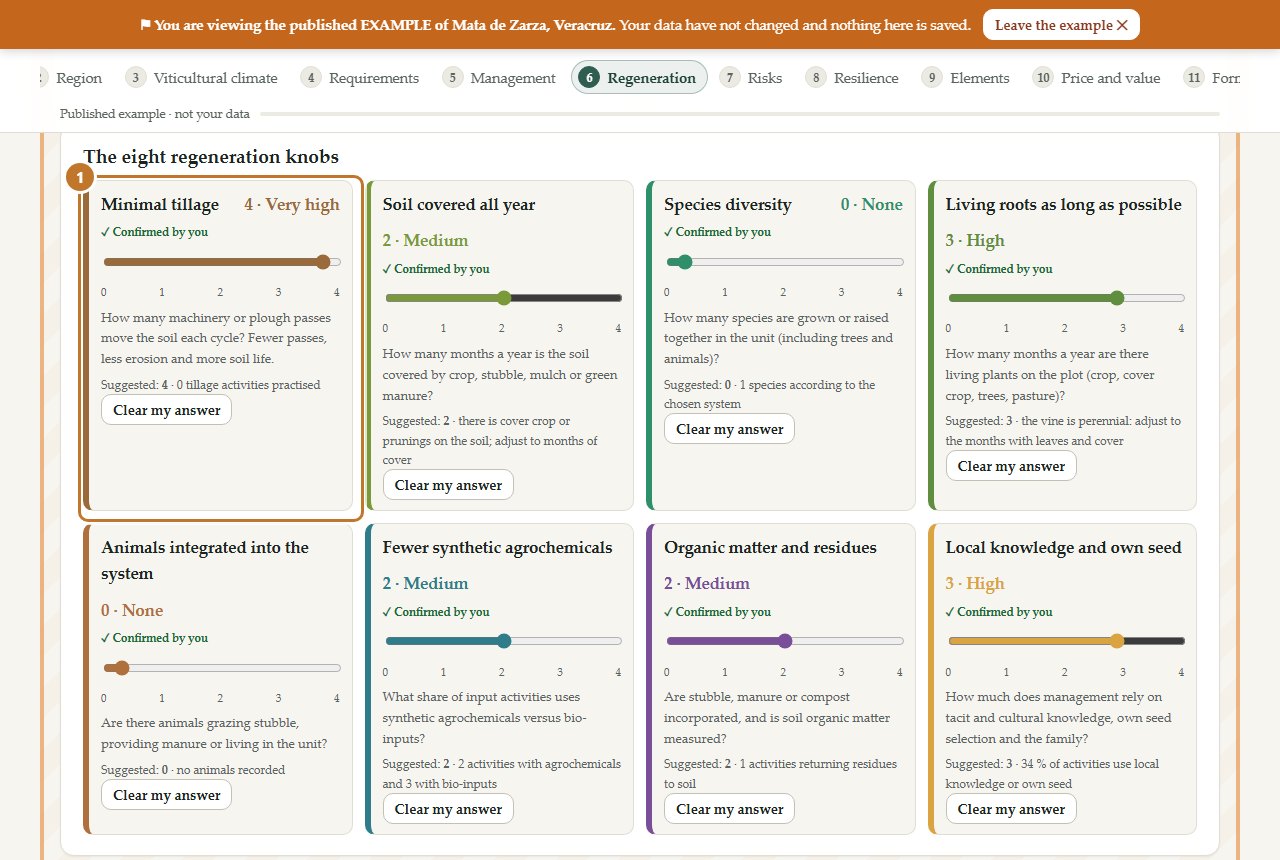 ⚑ You are viewing the published EXAMPLE of Mata de Zarza, Veracruz. Your data have not changed and nothing here is saved.
Leave the example ✕
Region
3 Viticultural climate
4 Requirements
5 Management
6 Regeneration
7 Risks
8 Resilience
9 Elements
10 Price and value
11
Published example · not your data
The eight regeneration knobs
1
Minimal tillage
4 · Very high
✓ Confirmed by you
0 1 2 3 4
How many machinery or plough passes
move the soil each cycle? Fewer passes,
less erosion and more soil life.
Suggested: 4 · 0 tillage activities practised
Clear my answer
Soil covered all year
2 · Medium
✓ Confirmed by you
0 1 2 3 4
How many months a year is the soil
covered by crop, stubble, mulch or green
manure?
Suggested: 2 · there is cover crop or
prunings on the soil; adjust to months of
cover
Clear my answer
Species diversity
0 · None
✓ Confirmed by you
0 1 2 3 4
How many species are grown or raised
together in the unit (including trees and
animals)?
Suggested: 0 · 1 species according to the
chosen system
Clear my answer
Living roots as long as possible
3 · High
✓ Confirmed by you
0 1 2 3 4
How many months a year are there
living plants on the plot (crop, cover
crop, trees, pasture)?
Suggested: 3 · the vine is perennial: adjust to
the months with leaves and cover
Clear my answer
Animals integrated into the
system
0 · None
✓ Confirmed by you
0 1 2 3 4
Are there animals grazing stubble,
providing manure or living in the unit?
Suggested: 0 · no animals recorded
Clear my answer
Fewer synthetic agrochemicals
2 · Medium
✓ Confirmed by you
0 1 2 3 4
What share of input activities uses
synthetic agrochemicals versus bio-
inputs?
Suggested: 2 · 2 activities with agrochemicals
and 3 with bio-inputs
Clear my answer
Organic matter and residues
2 · Medium
✓ Confirmed by you
0 1 2 3 4
Are stubble, manure or compost
incorporated, and is soil organic matter
measured?
Suggested: 2 · 1 activities returning residues
to soil
Clear my answer
Local knowledge and own seed
3 · High
✓ Confirmed by you
0 1 2 3 4
How much does management rely on
tacit and cultural knowledge, own seed
selection and the family?
Suggested: 3 · 34 % of activities use local
knowledge or own seed
Clear my answer